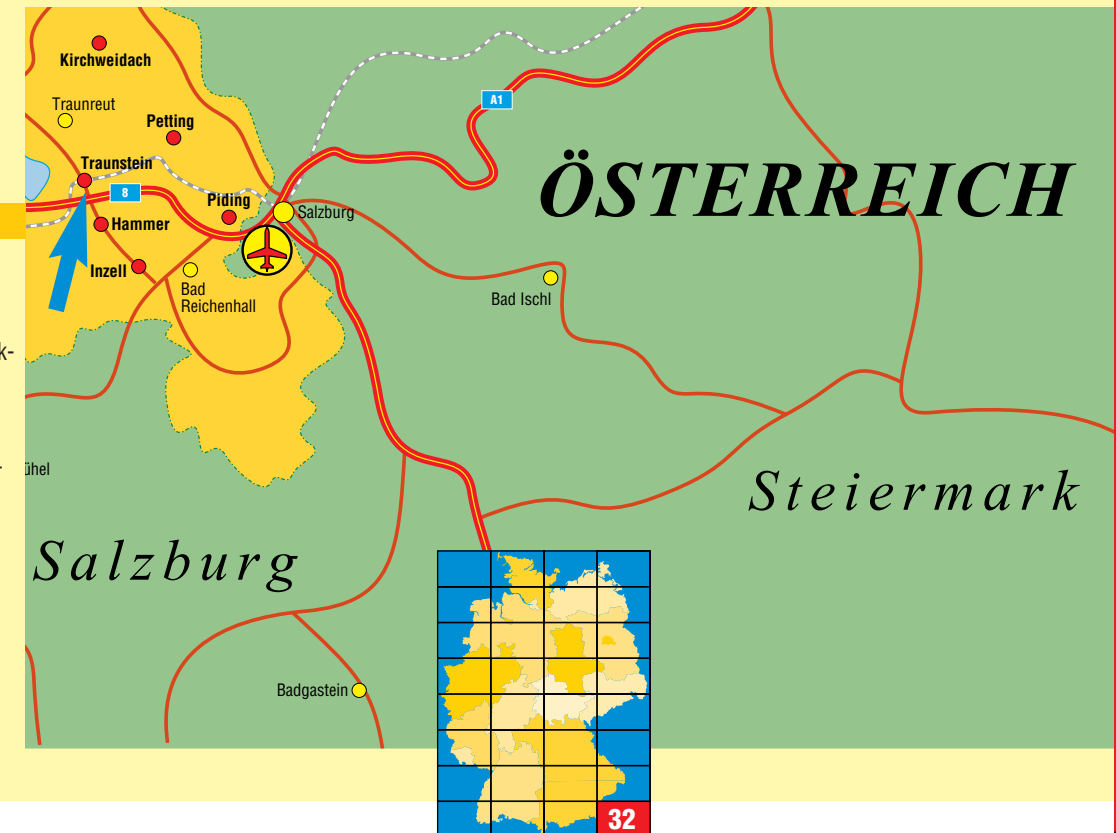 Kirchweidach
Traunreut
A1
Petting
Traunstein
ÖSTERREICH
8
Piding
Salzburg
Hammer
Inzell
Bad
Reichenhall
Bad Ischl
k-
ühel
Steiermark
Salzburg
Badgastein
32